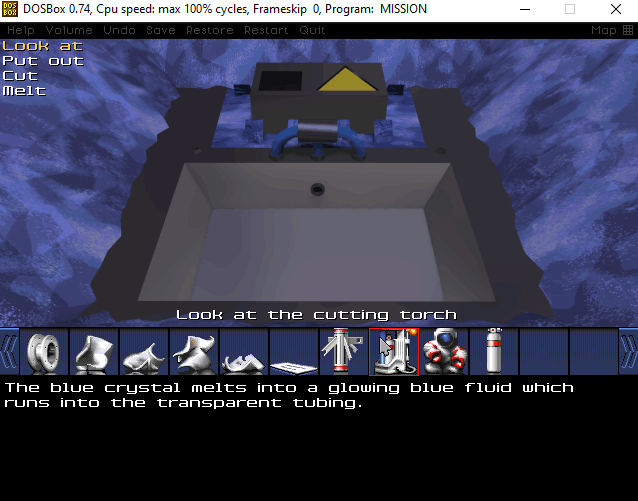 DOS
BOX
DOSBox 0.74, Cpu speed: max 100% cycles, Frameskip 0, Program: MISSION
Help Volume Undo Save Restore Restart Quit Map
Look at
Put out
Cut
Melt
Look at the cutting torch
The blue crystal melts into a glowing blue fluid which
runs into the transparent tubing.